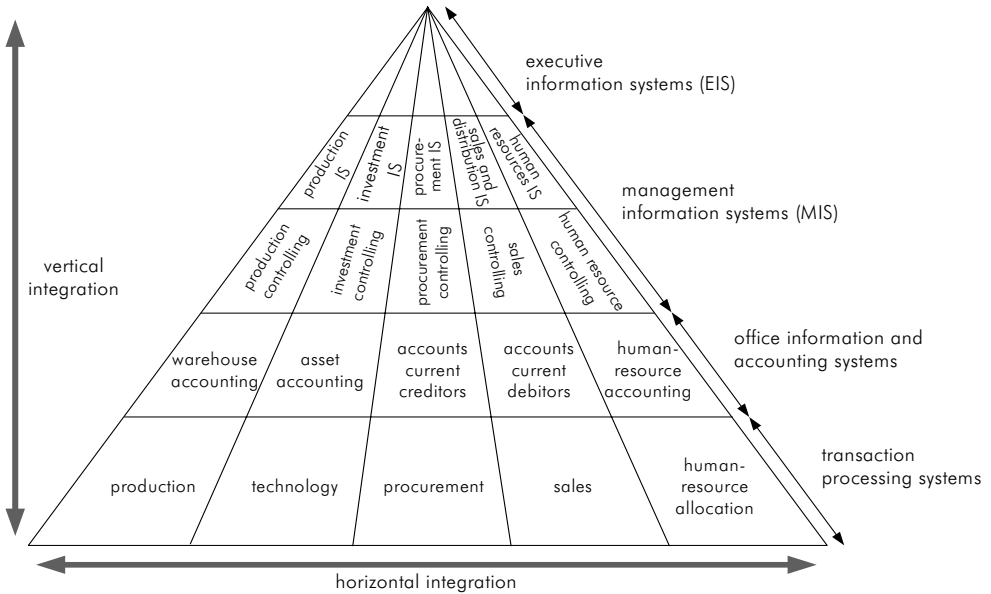 executive
information systems (EIS)
production
IS
investment
IS
procure-
ment IS
sales and
distribution IS
human
resources IS
management
information systems (MIS)
production
controlling
investment
controlling
procurement
controlling
sales
controlling
human resource
controlling
vertical
integration
office information and
accounting systems
warehouse
accounting
asset
accounting
accounts
current
creditors
accounts
current
debitors
human-
resource
accounting
transaction
processing systems
production
technology
procurement
sales
human-
resource
allocation
horizontal integration